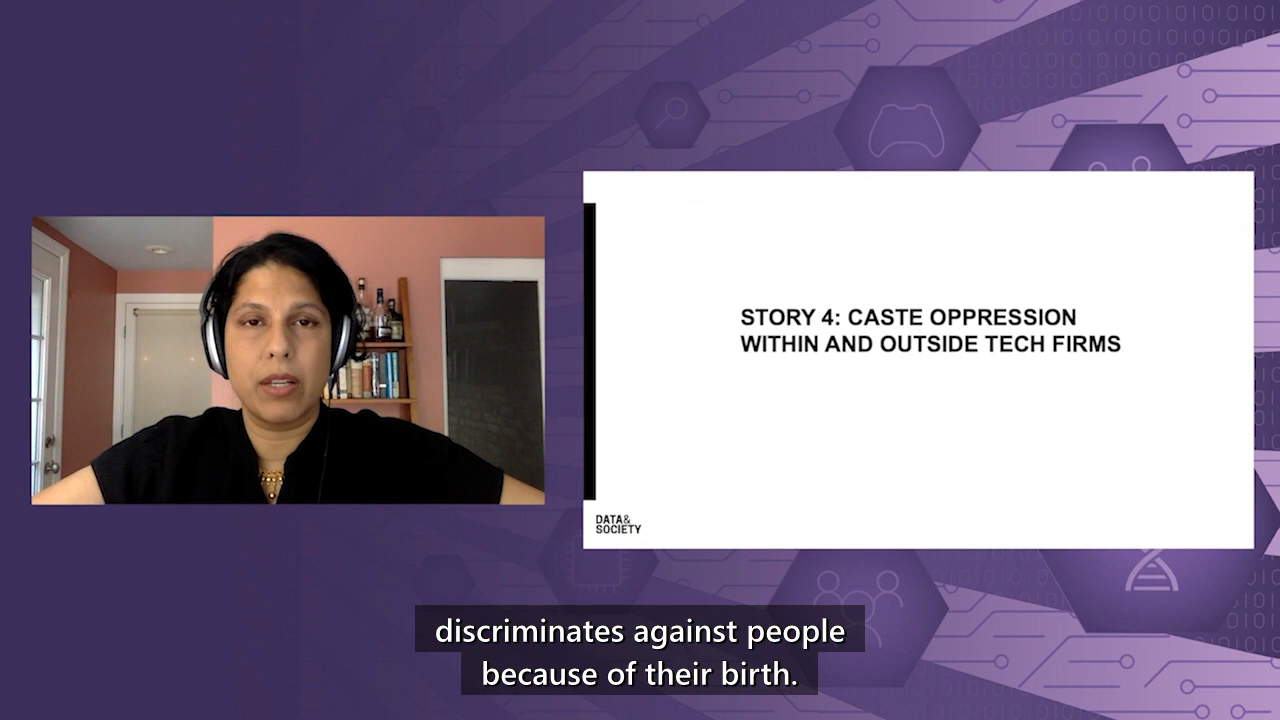 STORY 4: CASTE OPPRESSION
WITHIN AND OUTSIDE TECH FIRMS
DATA&
SOCIETY
discriminates against people
because of their birth.